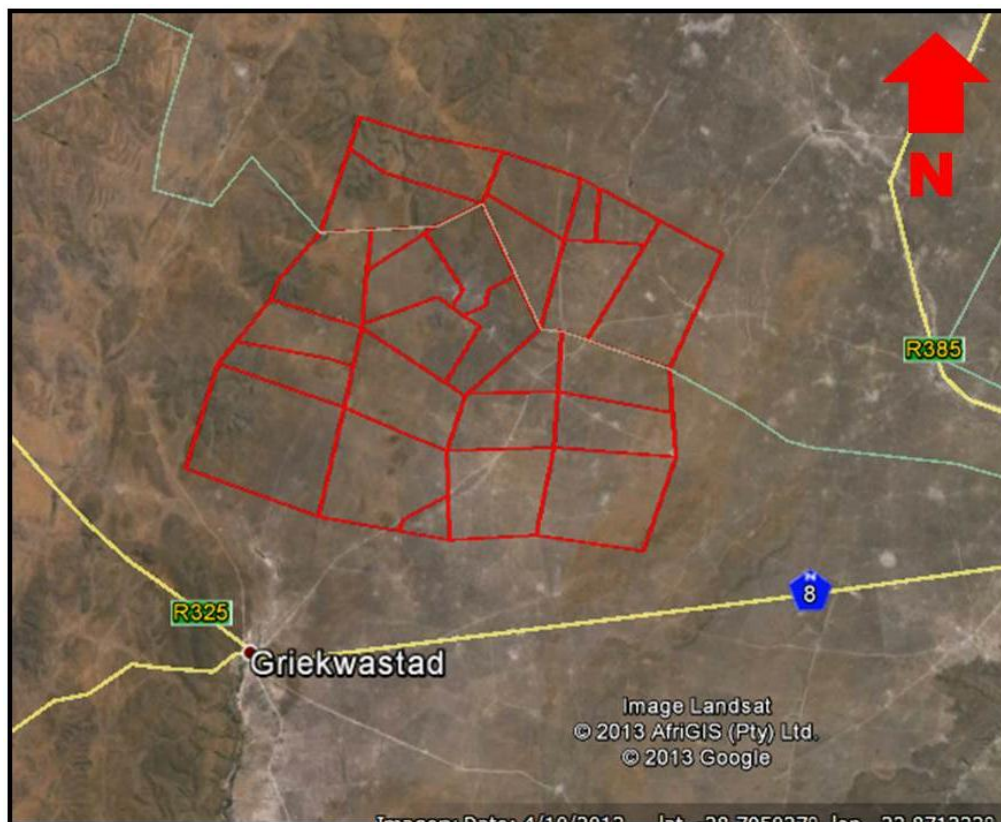 N
R385
N
8
R325
Griekwastad
Image Landsat
© 2013 AfriGIS (Pty) Ltd.
© 2013 Google